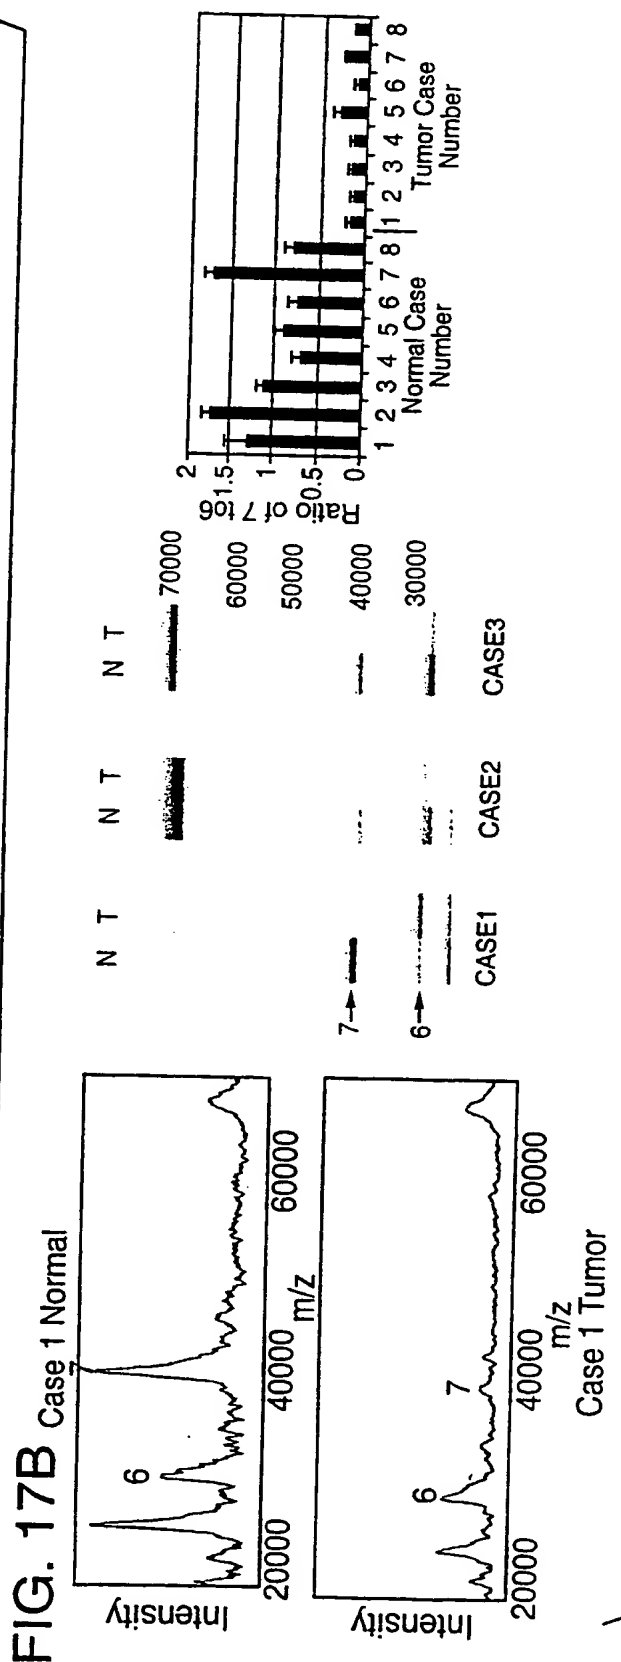 FIG. 17B
Case 1 Normal
Intensity
6
7
20000 40000 60000
m/z
Intensity
6
7
20000 40000 60000
m/z
Case 1 Tumor
N T N T N T
70000
60000
50000
40000
30000
7
6
CASE1 CASE2 CASE3
Ratio of 7 to6
2
1.5
1
0.5
0
1 2 3 4 5 6 7 8 1 2 3 4 5 6 7 8
Normal Case
Number
Tumor Case
Number